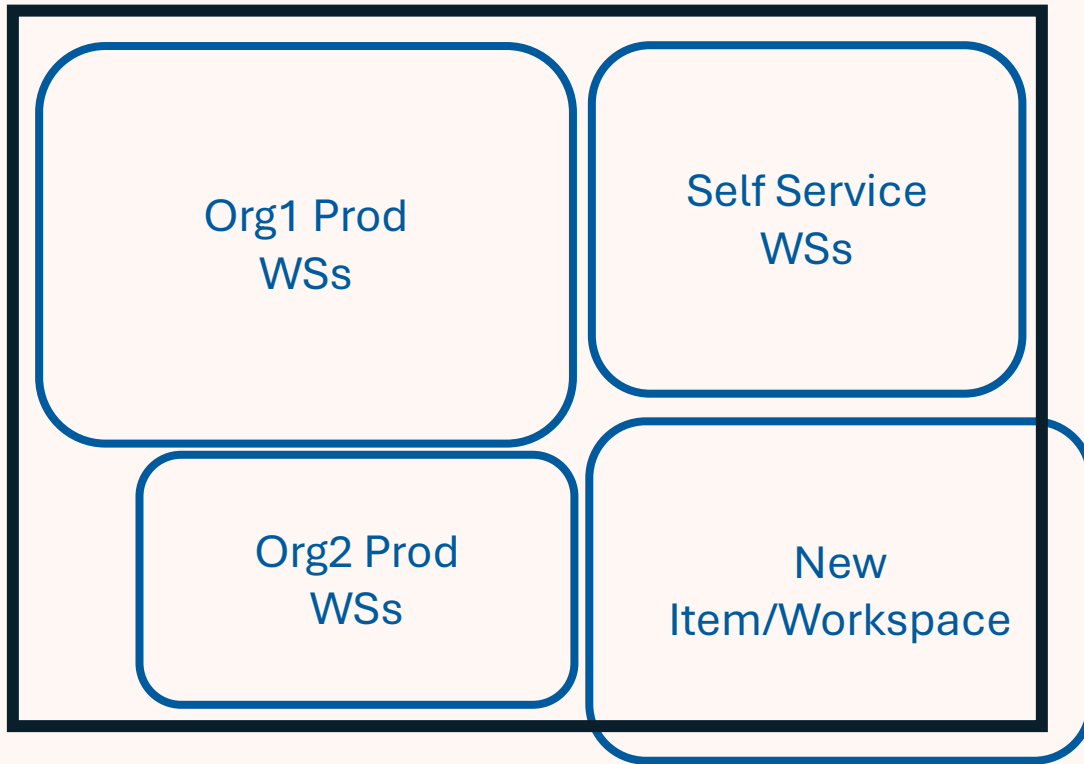 Org1 Prod
WSs
Self Service
WSs
Org2 Prod
WSs
New
Item/Workspace